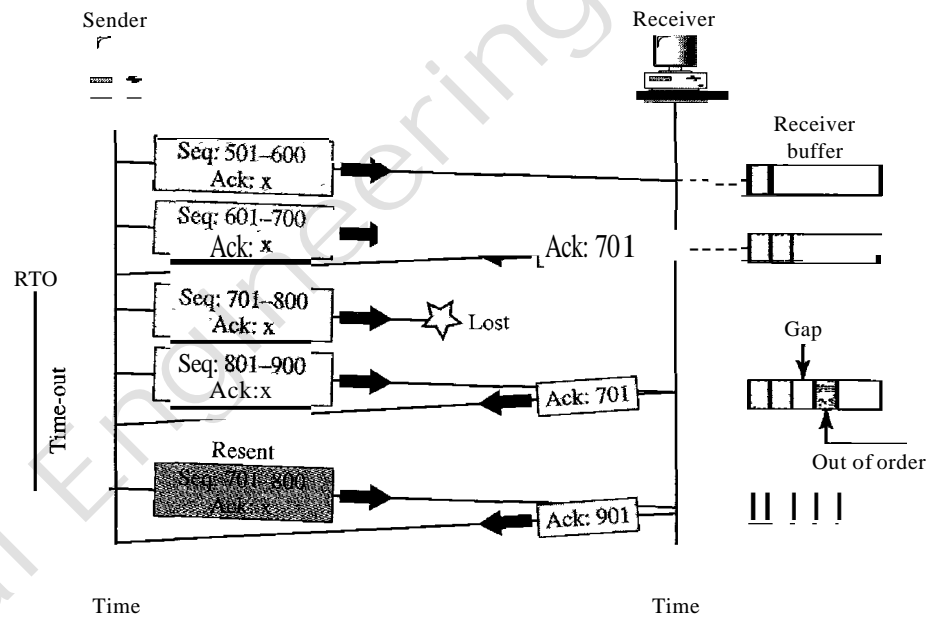 Sender
Receiver
Receiver
buffer
Seq: 501–600
Ack: x
Seq: 601–700
Ack: x
Ack: 701
RTO
Time-out
Seq: 701–800
Ack: x
Lost
Gap
Seq: 801–900
Ack:x
Ack: 701
Out of order
Resent
Seq: 701–800
Ack: x
Ack: 901
Time
Time
Engineering